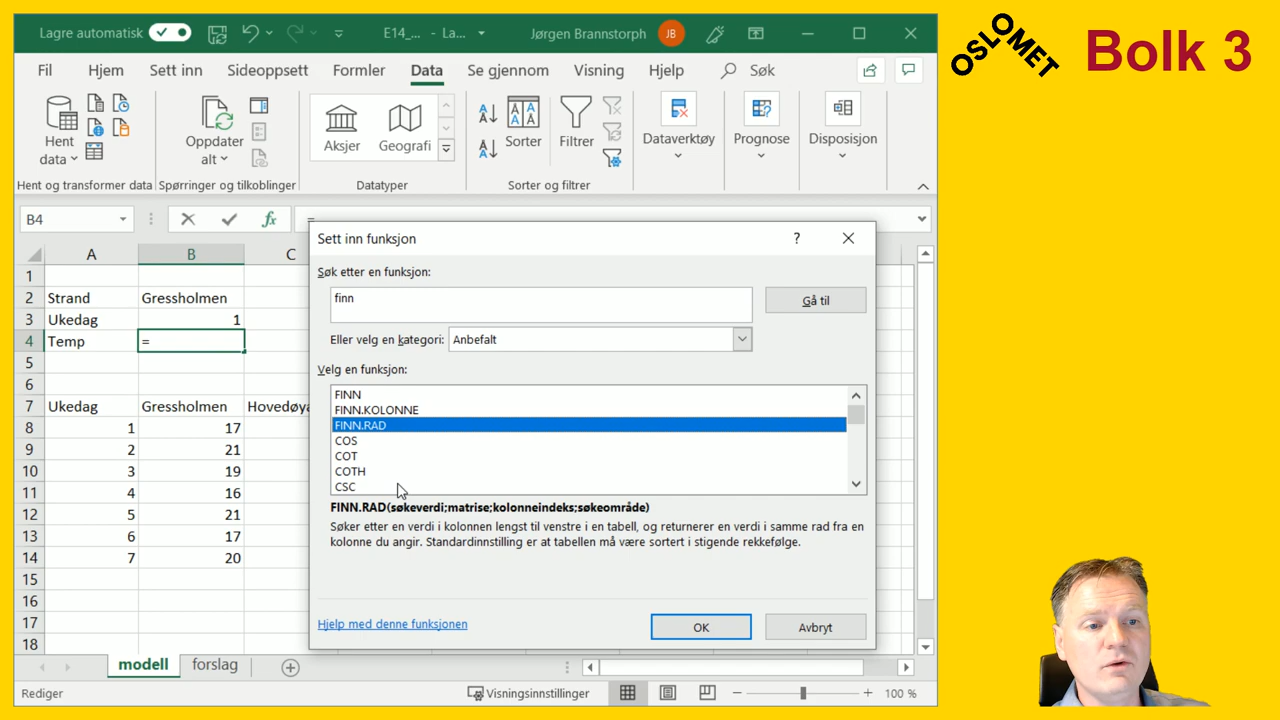 Lagre automatisk E14_... - La... Jørgen Brannstorph JB
OSLOMET
Bolk 3
Fil Hjem Sett inn Sideoppsett Formler Data Se gjennom Visning Hjelp Søk
Hent
data
Oppdater
alt
Aksjer Geografi
Sorter
Filtrer
Dataverktøy
Prognose
Disposijon
Hent og transformer data
Spørringer og tilkoblinger
Datatyper
Sorter og filtrer
B4 fx =
A B C
1
2 Strand Gressholmen
3 Ukedag 1
4 Temp =
5
6
7 Ukedag Gressholmen Hovedøya
8 1 17
9 2 21
10 3 19
11 4 16
12 5 21
13 6 17
14 7 20
15
16
17
18
Sett inn funksjon ?
Søk etter en funksjon:
finn
Gå til
Eller velg en kategori: Anbefalt
Velg en funksjon:
FINN
FINN.KOLONNE
FINN.RAD
COS
COT
COTH
CSC
FINN.RAD(søkeverdi;matrise;kolonneindeks;søkeområde)
Søker etter en verdi i kolonnen lengst til venstre i en tabell, og returnerer en verdi i samme rad fra en
kolonne du angir. Standardinnstilling er at tabellen må være sortert i stigende rekkefølge.
Hjelp med denne funksjonen
OK
Avbryt
modell forslag
Rediger
Visningsinnstillinger
100 %